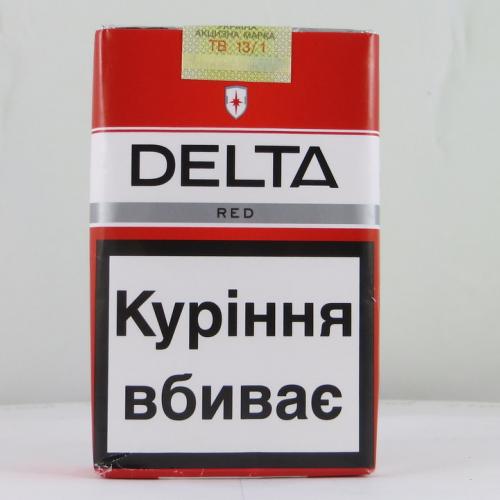 УКРАЇНА
АКЦИЗНА МАРКА
ТВ 13/1
DELTA
RED
Куріння
вбиває